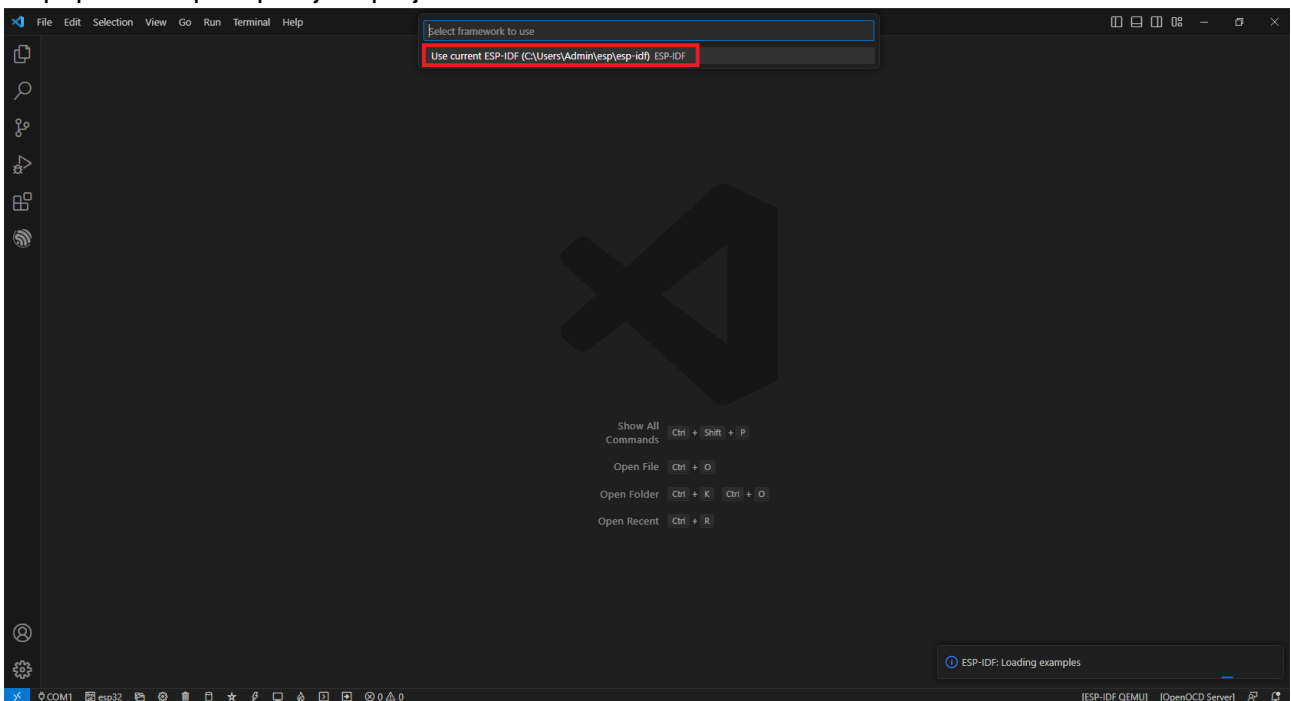 File Edit Selection View Go Run Terminal Help
Select framework to use
Use current ESP-IDF (C:\Users\Admin\esp\esp-idf) ESP-IDF
Show All Commands Ctrl + Shift + P
Open File Ctrl + O
Open Folder Ctrl + K Ctrl + O
Open Recent Ctrl + R
ESP-IDF: Loading examples
COM1 esp32 0 0 [ESP-IDF QEMU] [OpenOCD Server]